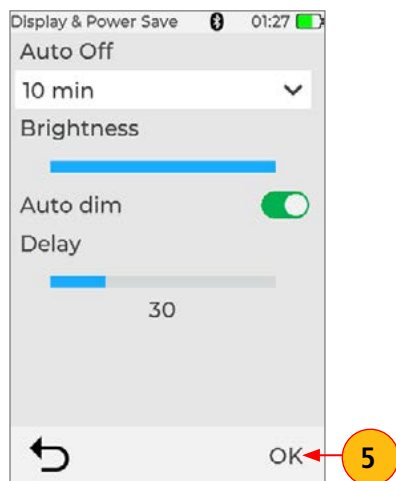 Display & Power Save 01:27
Auto Off
10 min
Brightness
Auto dim
Delay
30
OK 5